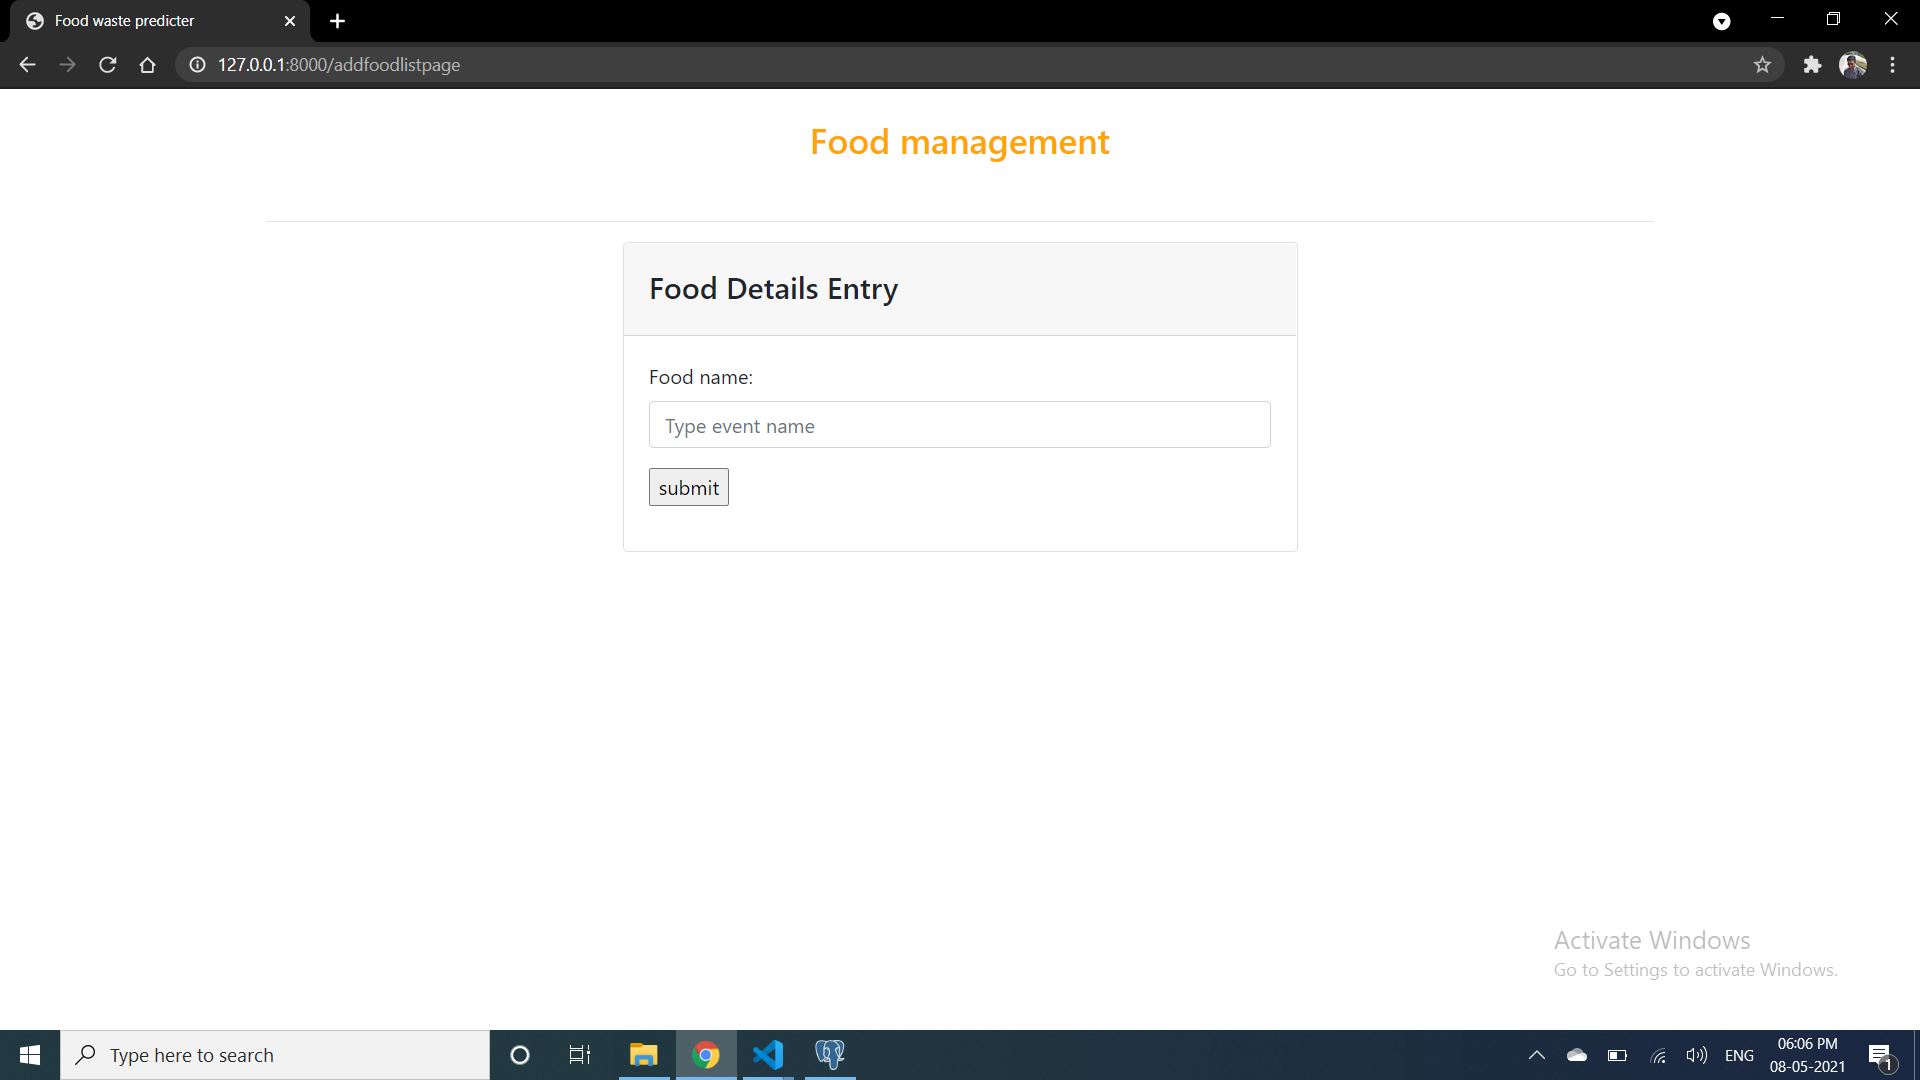 Food waste predicter
127.0.0.1:8000/addfoodlistpage
Food management
Food Details Entry
Food name:
Type event name
submit
Activate Windows
Go to Settings to activate Windows.
Type here to search
ENG
06:06 PM
08-05-2021
1